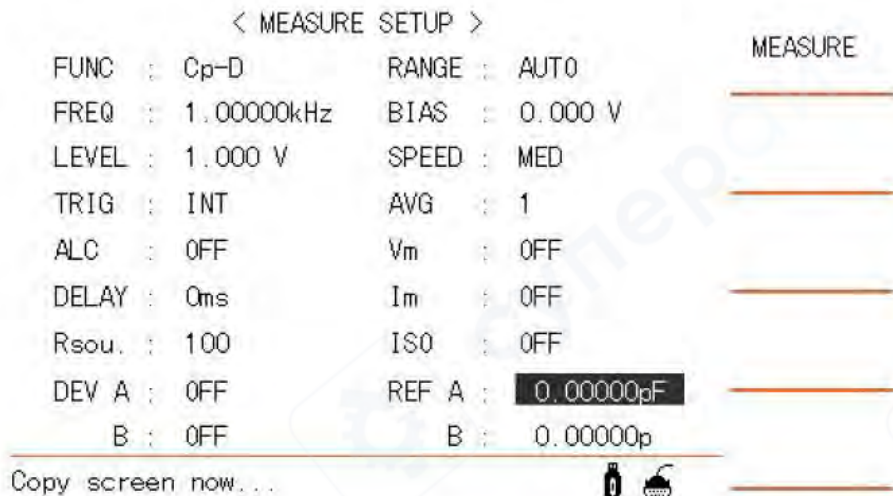 < MEASURE SETUP >
MEASURE
FUNC : Cp-D RANGE : AUTO
FREQ : 1.00000kHz BIAS : 0.000 V
LEVEL : 1.000 V SPEED : MED
TRIG : INT AVG : 1
ALC : OFF Vm : OFF
DELAY : 0ms Im : OFF
Rsou. : 100 ISO : OFF
DEV A : OFF REF A : 0.00000pF
B : OFF B : 0.00000p
Copy screen now...
супер